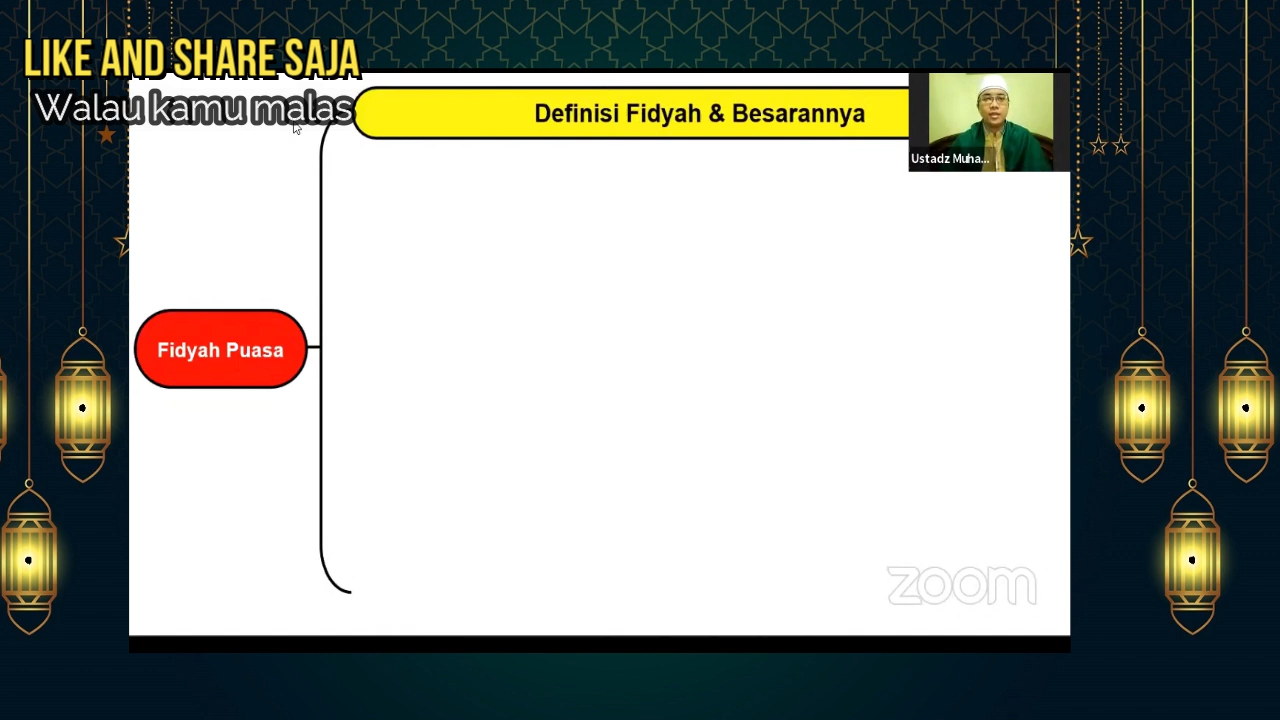 LIKE AND SHARE SAJA
Walau kamu malas
Definisi Fidyah & Besarannya
Ustadz Muha...
Fidyah Puasa
zoom